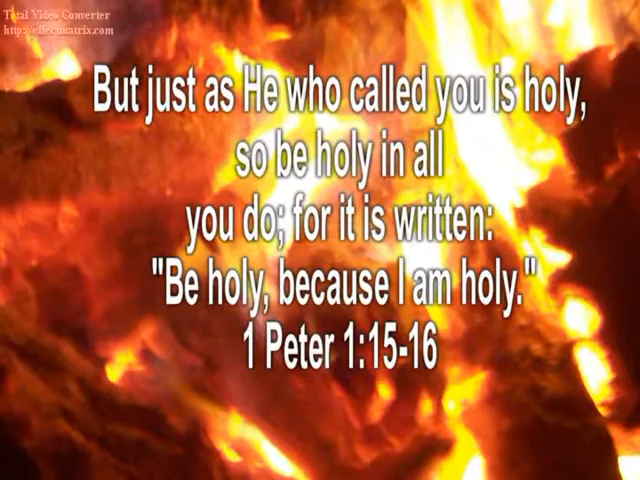 Total Video Converter
http://effectmatrix.com
But just as He who called you is holy,
so be holy in all
you do; for it is written:
"Be holy, because I am holy."
1 Peter 1:15-16